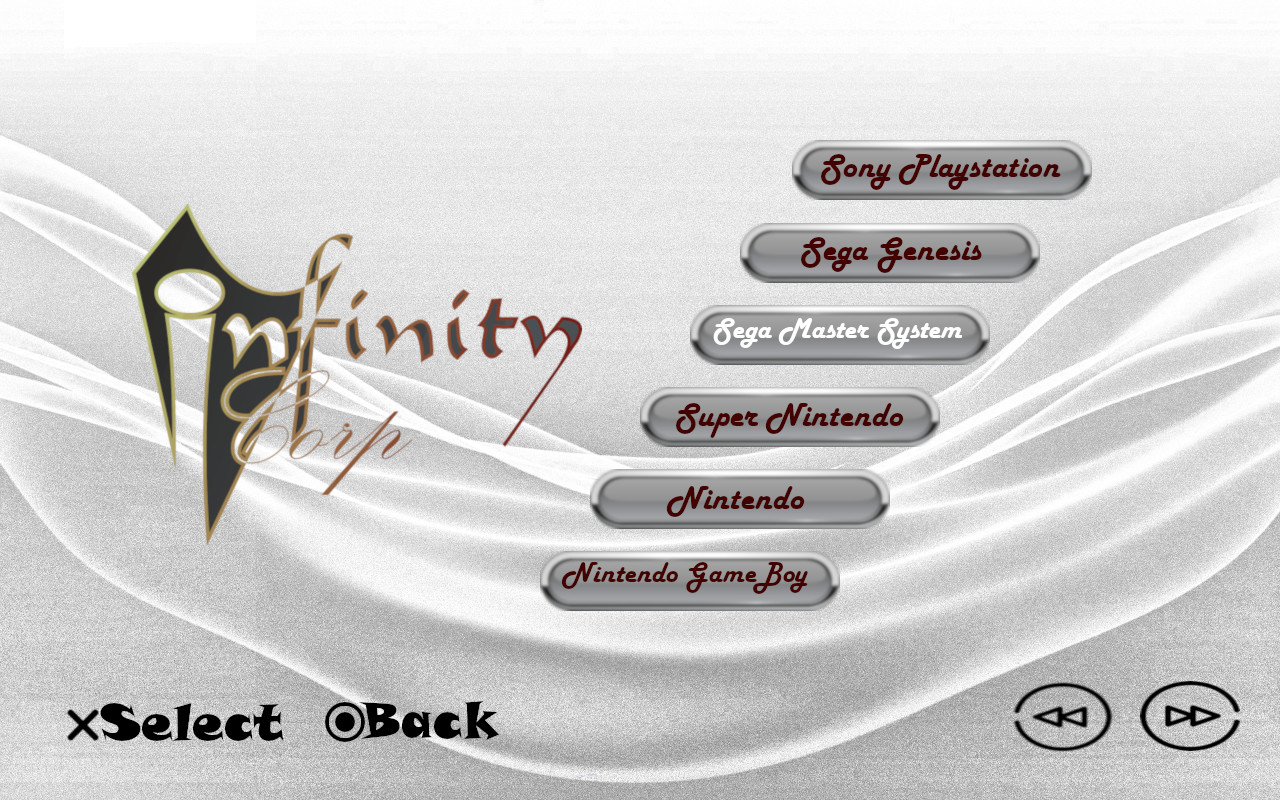 infinity
Corp
Sony Playstation
Sega Genesis
Sega Master System
Super Nintendo
Nintendo
Nintendo GameBoy
Select
Back